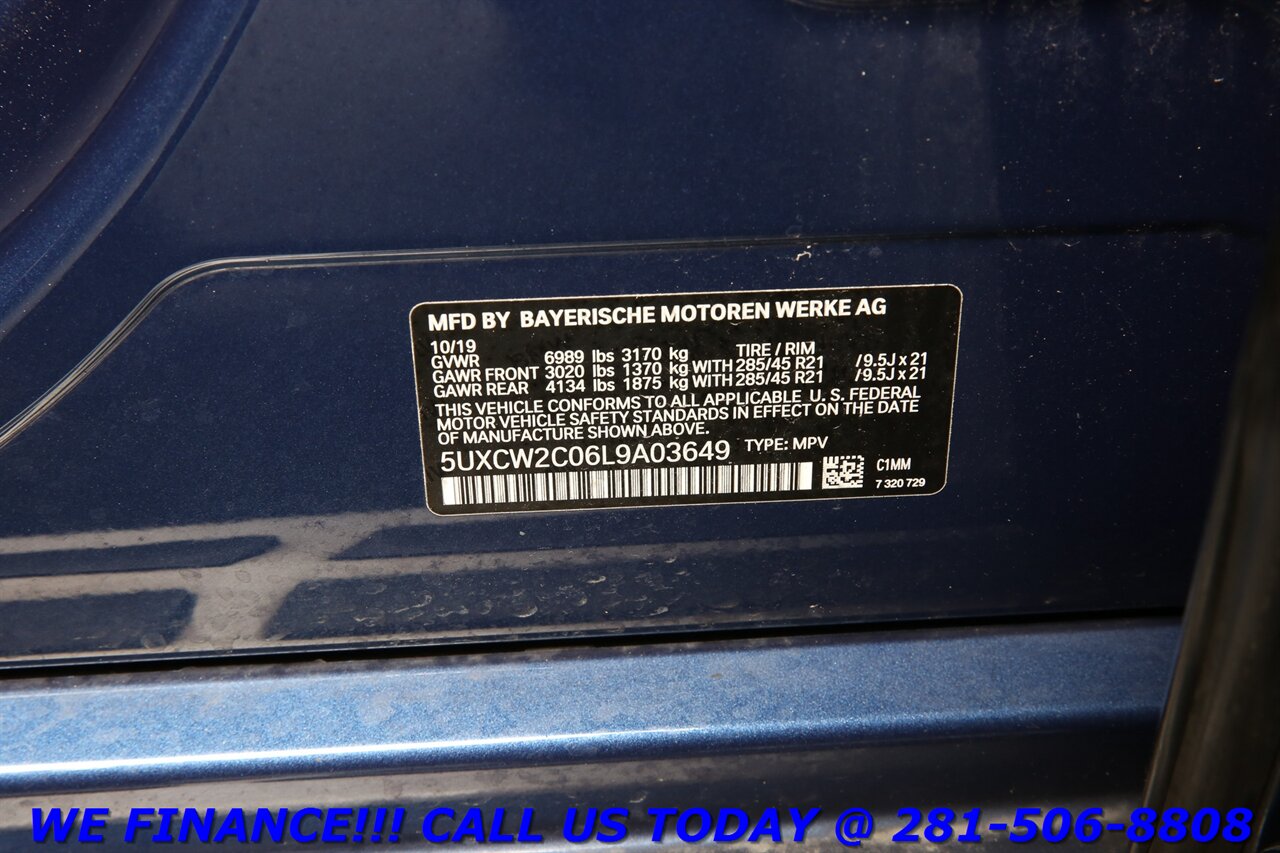 MFD BY BAYERISCHE MOTOREN WERKE AG
10/19 TIRE / RIM
GVWR 6989 lbs 3170 kg
GAWR FRONT 3020 lbs 1370 kg WITH 285/45 R21 /9.5J x 21
GAWR REAR 4134 lbs 1875 kg WITH 285/45 R21 /9.5J x 21
THIS VEHICLE CONFORMS TO ALL APPLICABLE U. S. FEDERAL
MOTOR VEHICLE SAFETY STANDARDS IN EFFECT ON THE DATE
OF MANUFACTURE SHOWN ABOVE.
5UXCW2C06L9A03649 TYPE: MPV
C1MM
7 320 729
WE FINANCE!!! CALL US TODAY @ 281-506-8808